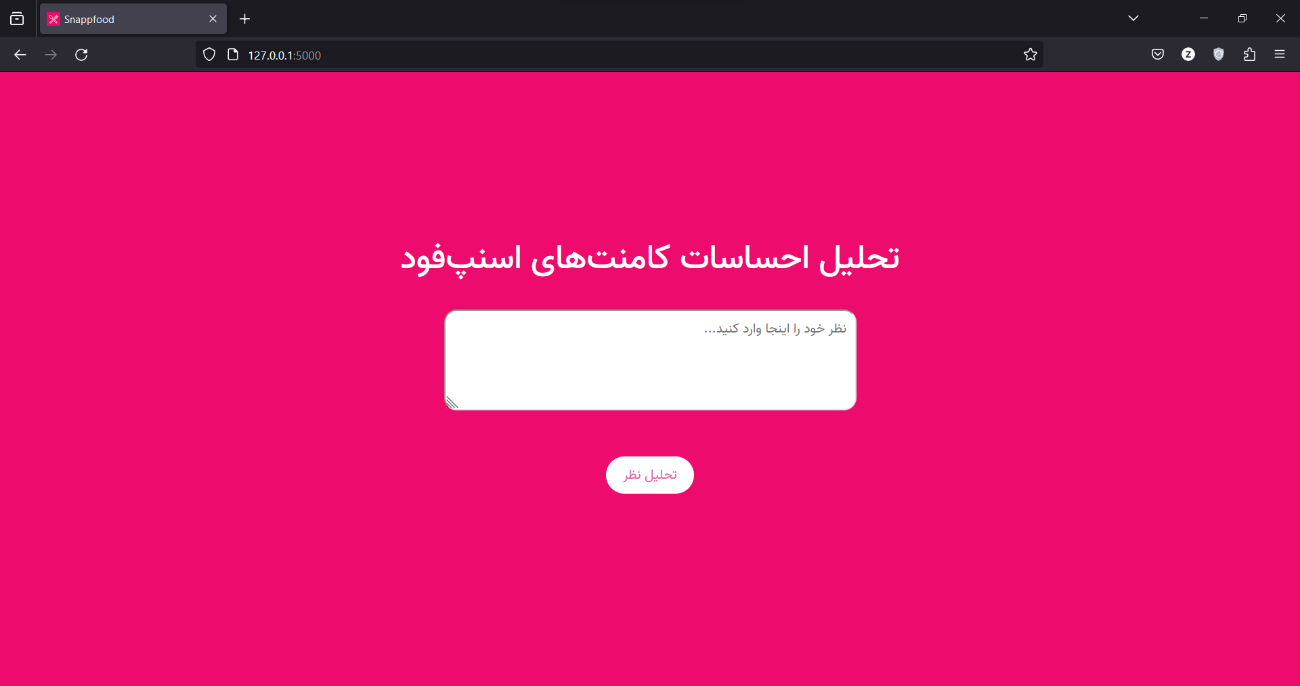 Snappfood
127.0.0.1:5000
Z
تحلیل احساسات کامنت‌های اسنپ‌فود
نظر خود را اینجا وارد کنید...
تحلیل نظر